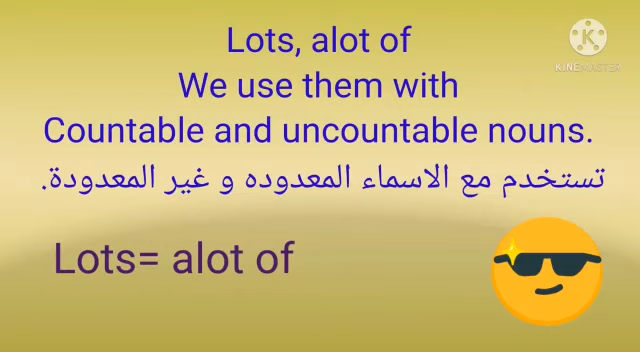 Lots, alot of
KINEMASTER
We use them with
Countable and uncountable nouns.
تستخدم مع الاسماء المعدوده و غير المعدودة.
Lots= alot of